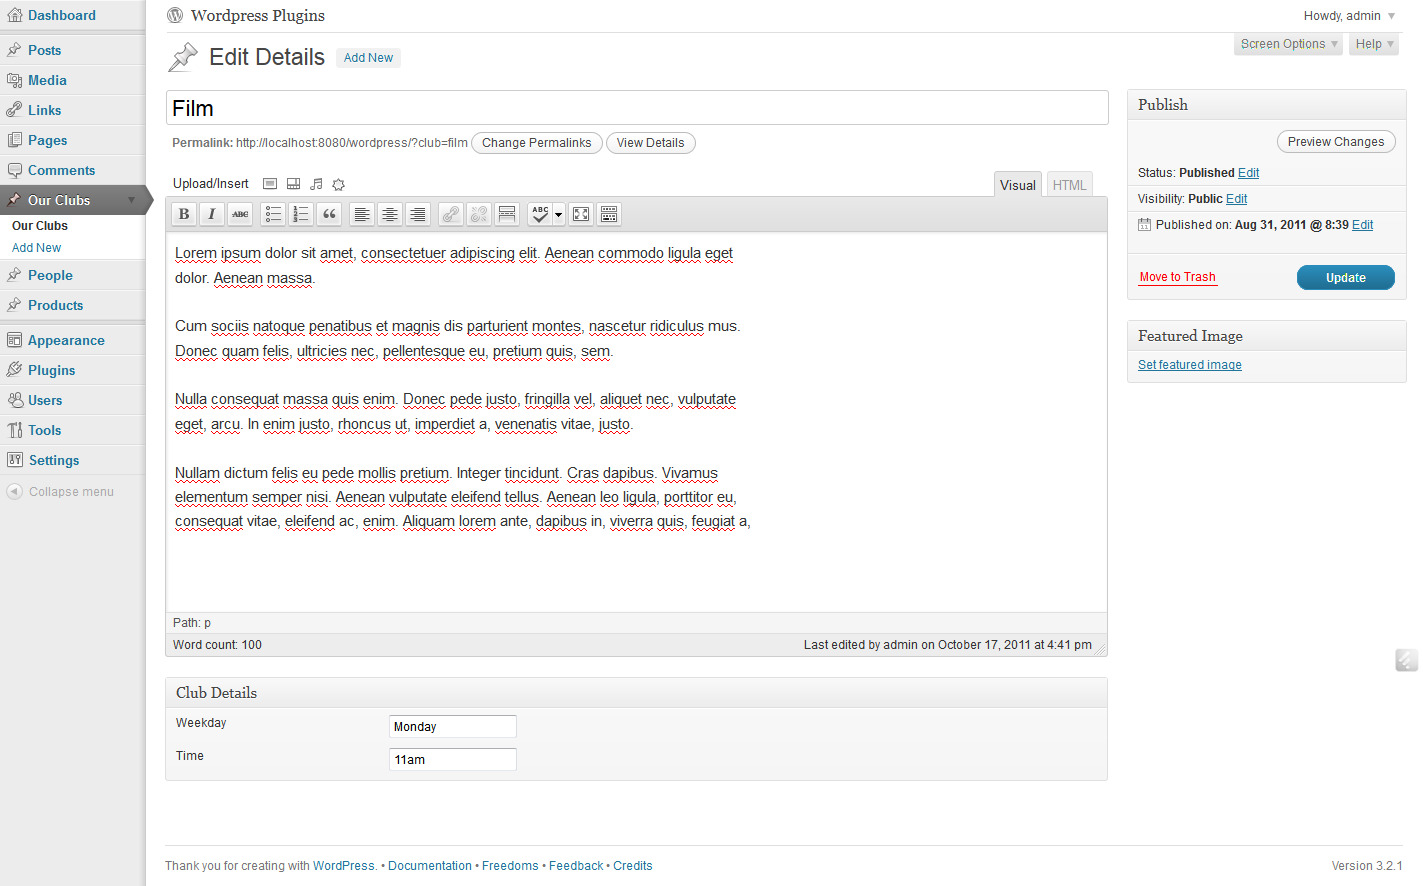 Dashboard
Posts
Media
Links
Pages
Comments
Our Clubs
Our Clubs
Add New
People
Products
Appearance
Plugins
Users
Tools
Settings
Collapse menu
Wordpress Plugins
Howdy, admin
Screen Options
Help
Edit Details Add New
Film
Permalink: http://localhost:8080/wordpress/?club=film Change Permalinks View Details
Upload/Insert
Visual HTML
B I ABC ABC
Lorem ipsum dolor sit amet, consectetuer adipiscing elit. Aenean commodo ligula eget
dolor. Aenean massa.
Cum sociis natoque penatibus et magnis dis parturient montes, nascetur ridiculus mus.
Donec quam felis, ultricies nec, pellentesque eu, pretium quis, sem.
Nulla consequat massa quis enim. Donec pede justo, fringilla vel, aliquet nec, vulputate
eget, arcu. In enim justo, rhoncus ut, imperdiet a, venenatis vitae, justo.
Nullam dictum felis eu pede mollis pretium. Integer tincidunt. Cras dapibus. Vivamus
elementum semper nisi. Aenean vulputate eleifend tellus. Aenean leo ligula, porttitor eu,
consequat vitae, eleifend ac, enim. Aliquam lorem ante, dapibus in, viverra quis, feugiat a,
Path: p
Word count: 100
Last edited by admin on October 17, 2011 at 4:41 pm
Club Details
Weekday Monday
Time 11am
Publish
Preview Changes
Status: Published Edit
Visibility: Public Edit
Published on: Aug 31, 2011 @ 8:39 Edit
Move to Trash Update
Featured Image
Set featured image
Thank you for creating with WordPress. • Documentation • Freedoms • Feedback • Credits
Version 3.2.1